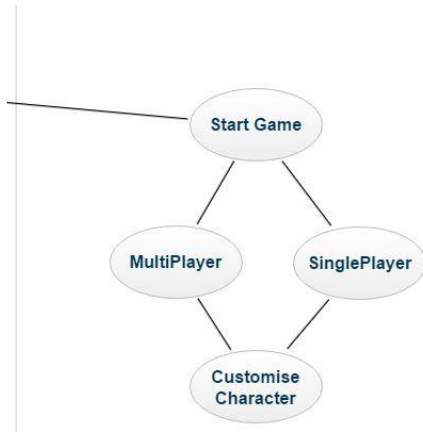 Start Game
MultiPlayer
SinglePlayer
Customise
Character